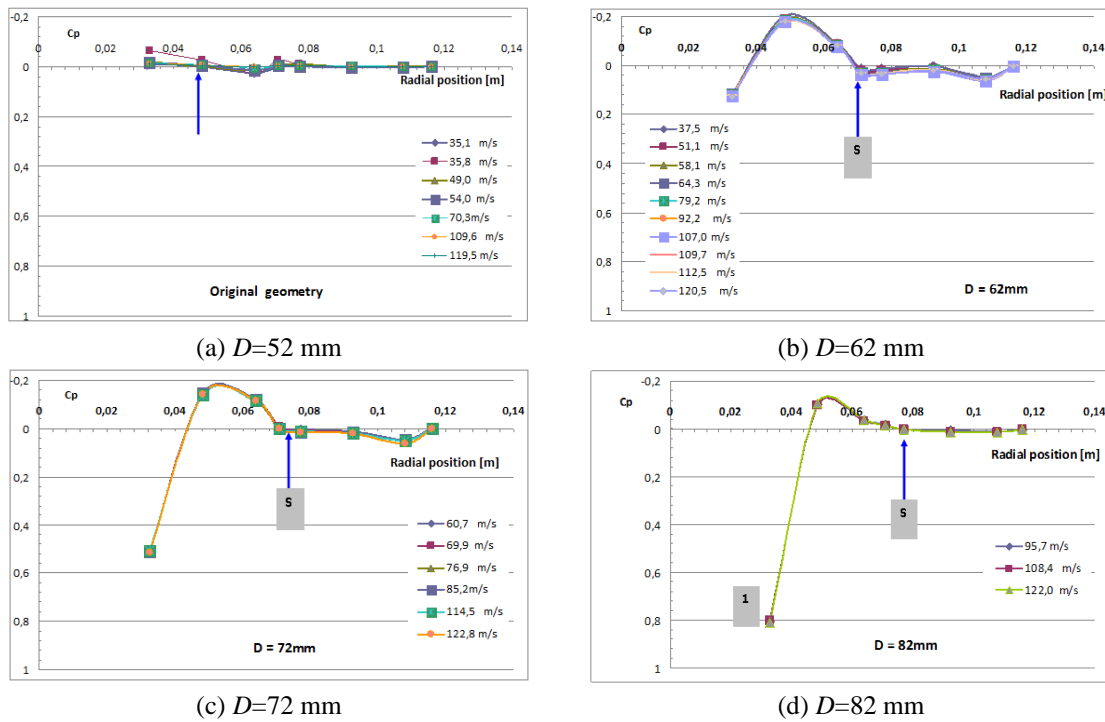 -0,2
Cp
0 0,02 0,04 0,06 0,08 0,1 0,12 0,14
0
Radial position [m]
0,2
0,4
0,6
0,8
1
35,1 m/s
35,8 m/s
49,0 m/s
54,0 m/s
70,3m/s
109,6 m/s
119,5 m/s
Original geometry
(a) D=52 mm
-0,2
Cp
0 0,02 0,04 0,06 0,08 0,1 0,12 0,14
0
Radial position [m]
0,2
0,4
0,6
0,8
1
S
37,5 m/s
51,1 m/s
58,1 m/s
64,3 m/s
79,2 m/s
92,2 m/s
107,0 m/s
109,7 m/s
112,5 m/s
120,5 m/s
D = 62mm
(b) D=62 mm
-0,2
Cp
0 0,02 0,04 0,06 0,08 0,1 0,12 0,14
0
Radial position [m]
0,2
0,4
0,6
0,8
1
S
60,7 m/s
69,9 m/s
76,9 m/s
85,2m/s
114,5 m/s
122,8 m/s
D = 72mm
(c) D=72 mm
-0,2
Cp
0 0,02 0,04 0,06 0,08 0,1 0,12 0,14
0
Radial position [m]
0,2
0,4
0,6
0,8
1
S
1
95,7 m/s
108,4 m/s
122,0 m/s
D = 82mm
(d) D=82 mm